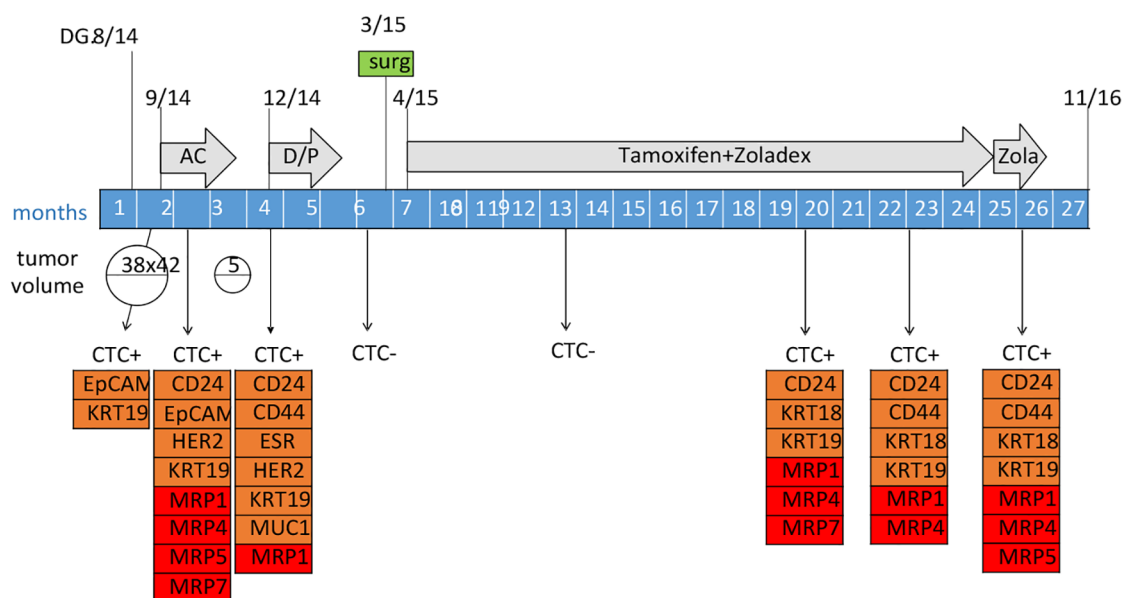 3/15
DG.8/14
surg
9/14
12/14
4/15
11/16
AC
D/P
Tamoxifen+Zoladex
Zola
months
1 2 3 4 5 6 7 10 8 11 9 12 13 14 15 16 17 18 19 20 21 22 23 24 25 26 27
tumor
volume
38x42
5
CTC+
EpCAM
KRT19
CTC+
CD24
EpCAM
HER2
KRT19
MRP1
MRP4
MRP5
MRP7
CTC+
CD24
CD44
ESR
HER2
KRT19
MUC1
MRP1
CTC-
CTC-
CTC+
CD24
KRT18
KRT19
MRP1
MRP4
MRP7
CTC+
CD24
CD44
KRT18
KRT19
MRP1
MRP4
CTC+
CD24
CD44
KRT18
KRT19
MRP1
MRP4
MRP5